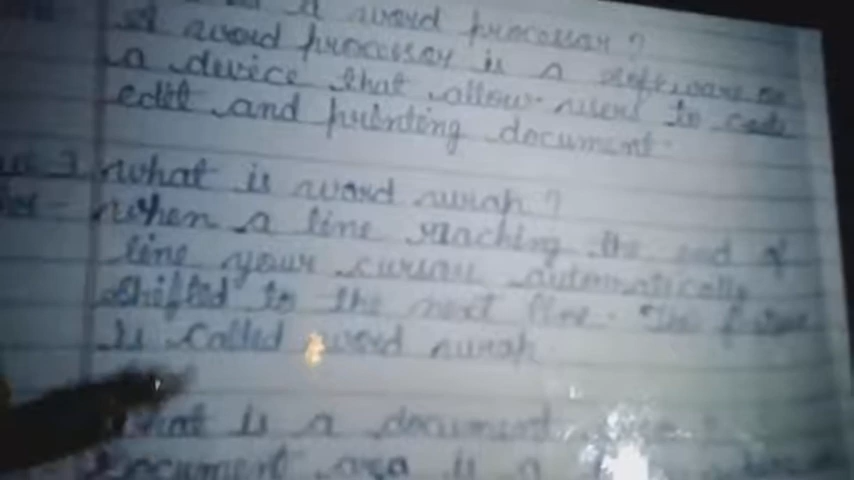 a word processor ?
A word processor is a software or
a device that allow user to
edit and printing document.
what is word wrap ?
when a line reaching the end of
line your cursor automatically
shifted to the next line. The
is called word wrap
what is a document
Document area is a